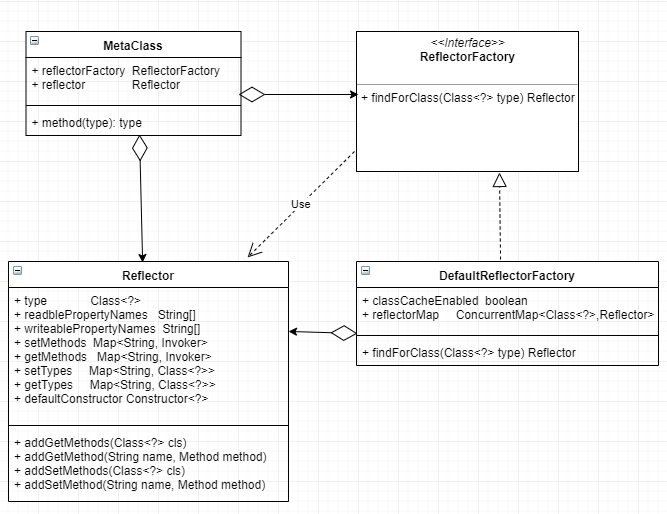 MetaClass
+ reflectorFactory ReflectorFactory
+ reflector Reflector
+ method(type): type
<<Interface>>
ReflectorFactory
+ findForClass(Class<?> type) Reflector
Use
Reflector
+ type Class<?>
+ readblePropertyNames String[]
+ writeablePropertyNames String[]
+ setMethods Map<String, Invoker>
+ getMethods Map<String, Invoker>
+ setTypes Map<String, Class<?>>
+ getTypes Map<String, Class<?>>
+ defaultConstructor Constructor<?>
+ addGetMethods(Class<?> cls)
+ addGetMethod(String name, Method method)
+ addSetMethods(Class<?> cls)
+ addSetMethod(String name, Method method)
DefaultReflectorFactory
+ classCacheEnabled boolean
+ reflectorMap ConcurrentMap<Class<?>,Reflector>
+ findForClass(Class<?> type) Reflector